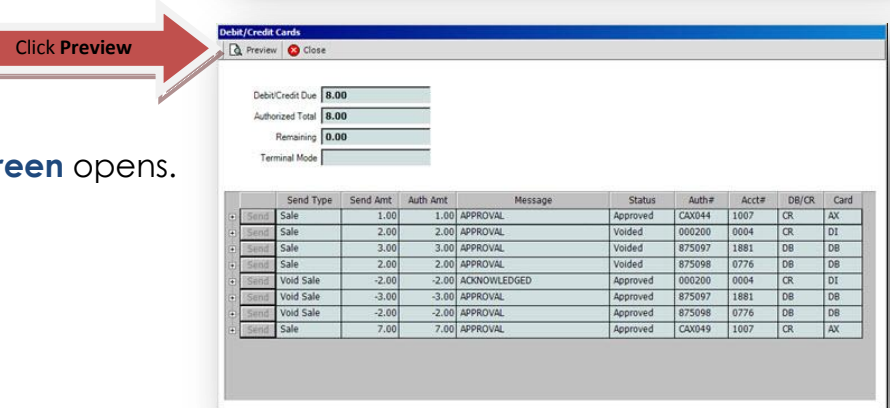 Click Preview
Debit/Credit Cards
Preview Close
Debit/Credit Due 8.00
Authorized Total 8.00
Remaining 0.00
Terminal Mode
reen opens.
Send Type Send Amt Auth Amt Message Status Auth# Acct# DB/CR Card
Send Sale 1.00 1.00 APPROVAL Approved CAX044 1007 CR AX
Send Sale 2.00 2.00 APPROVAL Voided 000200 0004 CR DI
Send Sale 3.00 3.00 APPROVAL Voided 875097 1881 DB DB
Send Sale 2.00 2.00 APPROVAL Voided 875098 0776 DB DB
Send Void Sale -2.00 -2.00 ACKNOWLEDGED Approved 000200 0004 CR DI
Send Void Sale -3.00 -3.00 APPROVAL Approved 875097 1881 DB DB
Send Void Sale -2.00 -2.00 APPROVAL Approved 875098 0776 DB DB
Send Sale 7.00 7.00 APPROVAL Approved CAX049 1007 CR AX